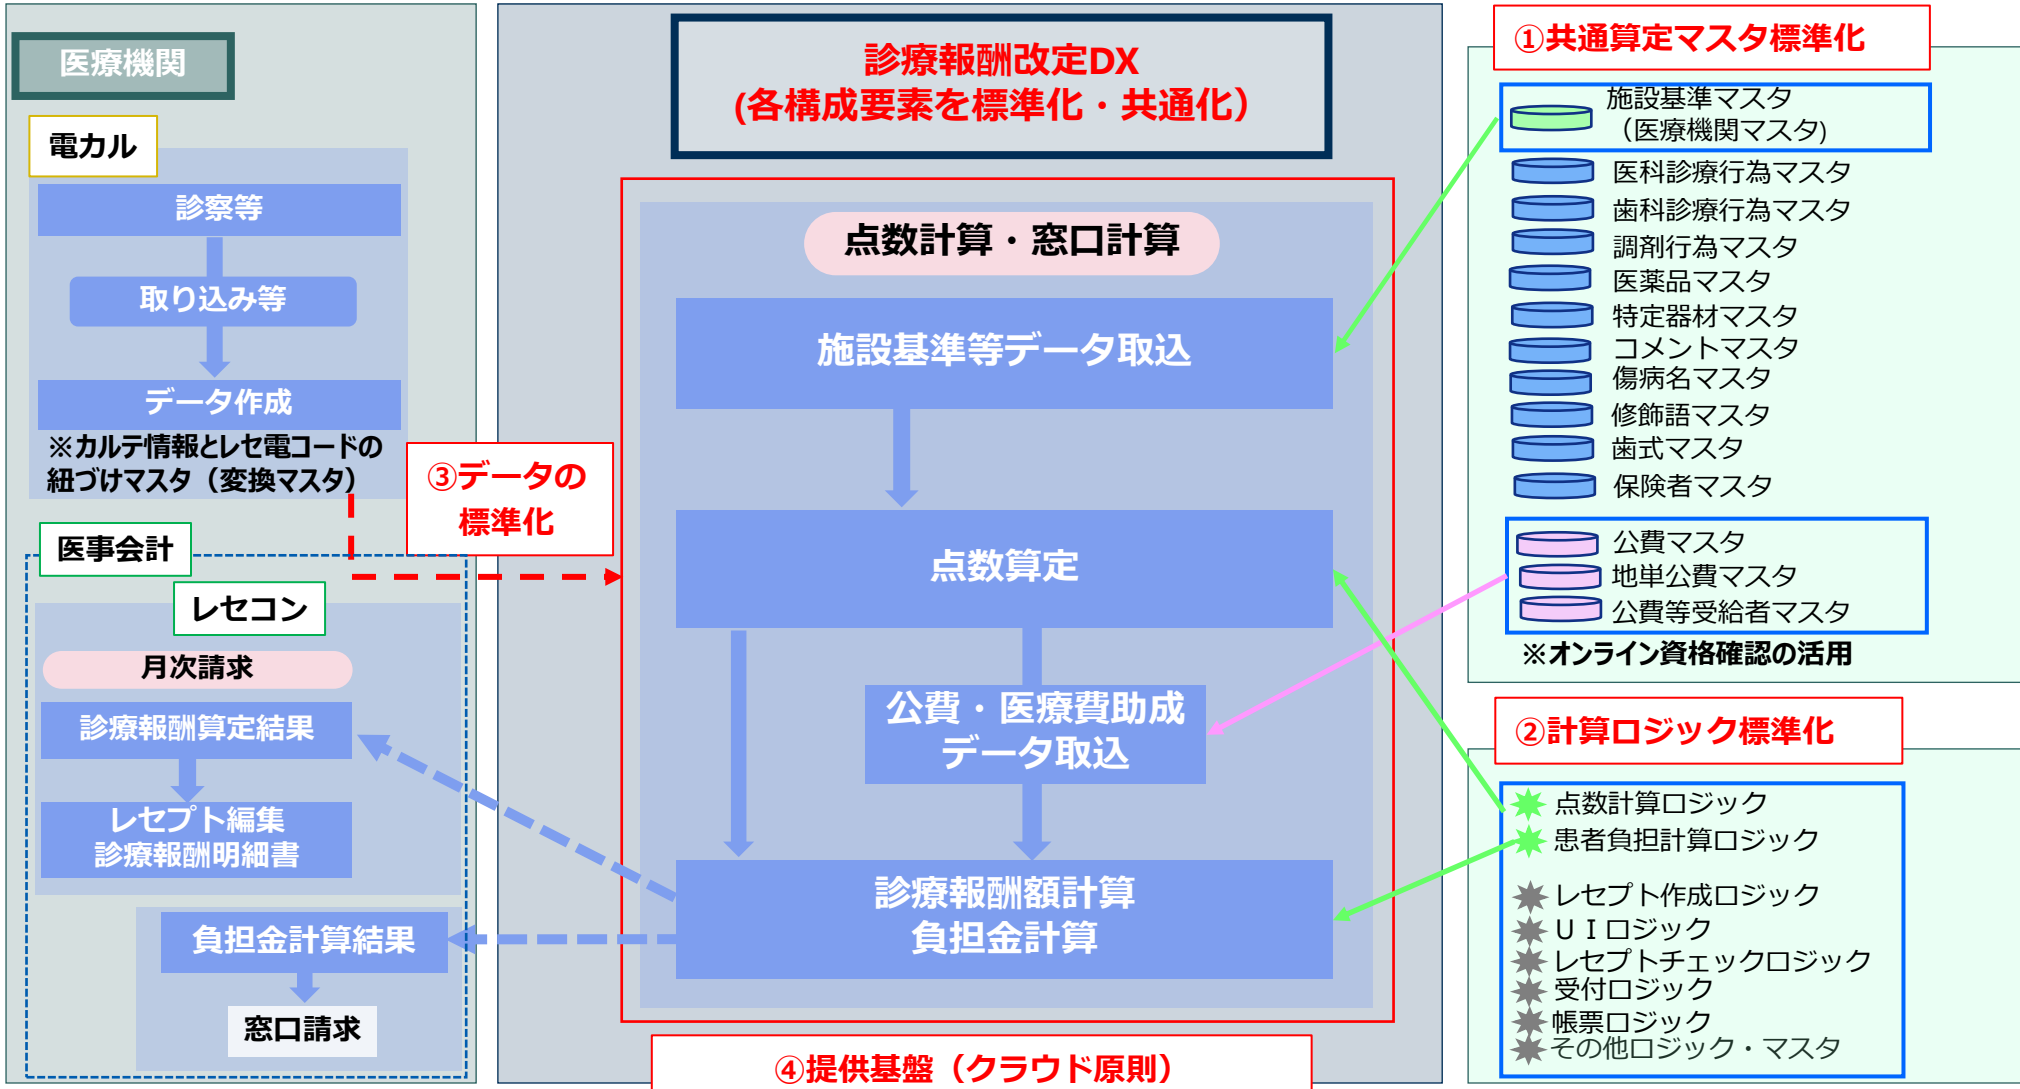 医療機関
電カル
診察等
取り込み等
データ作成
※カルテ情報とレセ電コードの
紐づけマスタ（変換マスタ）
医事会計
レセコン
月次請求
診療報酬算定結果
レセプト編集
診療報酬明細書
負担金計算結果
窓口請求
③データの
標準化
診療報酬改定DX
(各構成要素を標準化・共通化）
点数計算・窓口計算
施設基準等データ取込
点数算定
公費・医療費助成
データ取込
診療報酬額計算
負担金計算
④提供基盤（クラウド原則）
①共通算定マスタ標準化
施設基準マスタ
（医療機関マスタ)
医科診療行為マスタ
歯科診療行為マスタ
調剤行為マスタ
医薬品マスタ
特定器材マスタ
コメントマスタ
傷病名マスタ
修飾語マスタ
歯式マスタ
保険者マスタ
公費マスタ
地単公費マスタ
公費等受給者マスタ
※オンライン資格確認の活用
②計算ロジック標準化
点数計算ロジック
患者負担計算ロジック
レセプト作成ロジック
ＵＩロジック
レセプトチェックロジック
受付ロジック
帳票ロジック
その他ロジック・マスタ